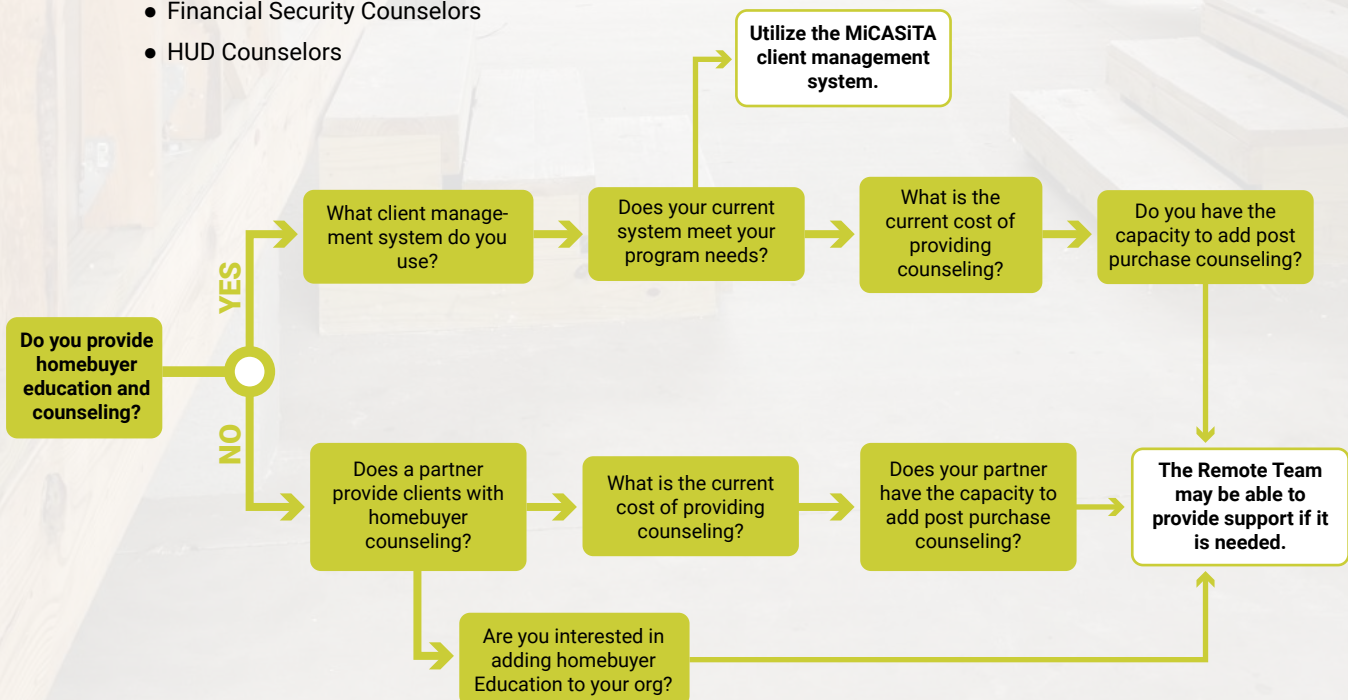 ● Financial Security Counselors
● HUD Counselors
Utilize the MiCASiTA
client management
system.
What client manage-
ment system do you
use?
Does your current
system meet your
program needs?
What is the
current cost of
providing
counseling?
Do you have the
capacity to add post
purchase counseling?
YES
Do you provide
homebuyer
education and
counseling?
NO
Does a partner
provide clients with
homebuyer
counseling?
What is the current
cost of providing
counseling?
Does your partner
have the capacity to
add post purchase
counseling?
The Remote Team
may be able to
provide support if it
is needed.
Are you interested in
adding homebuyer
Education to your org?